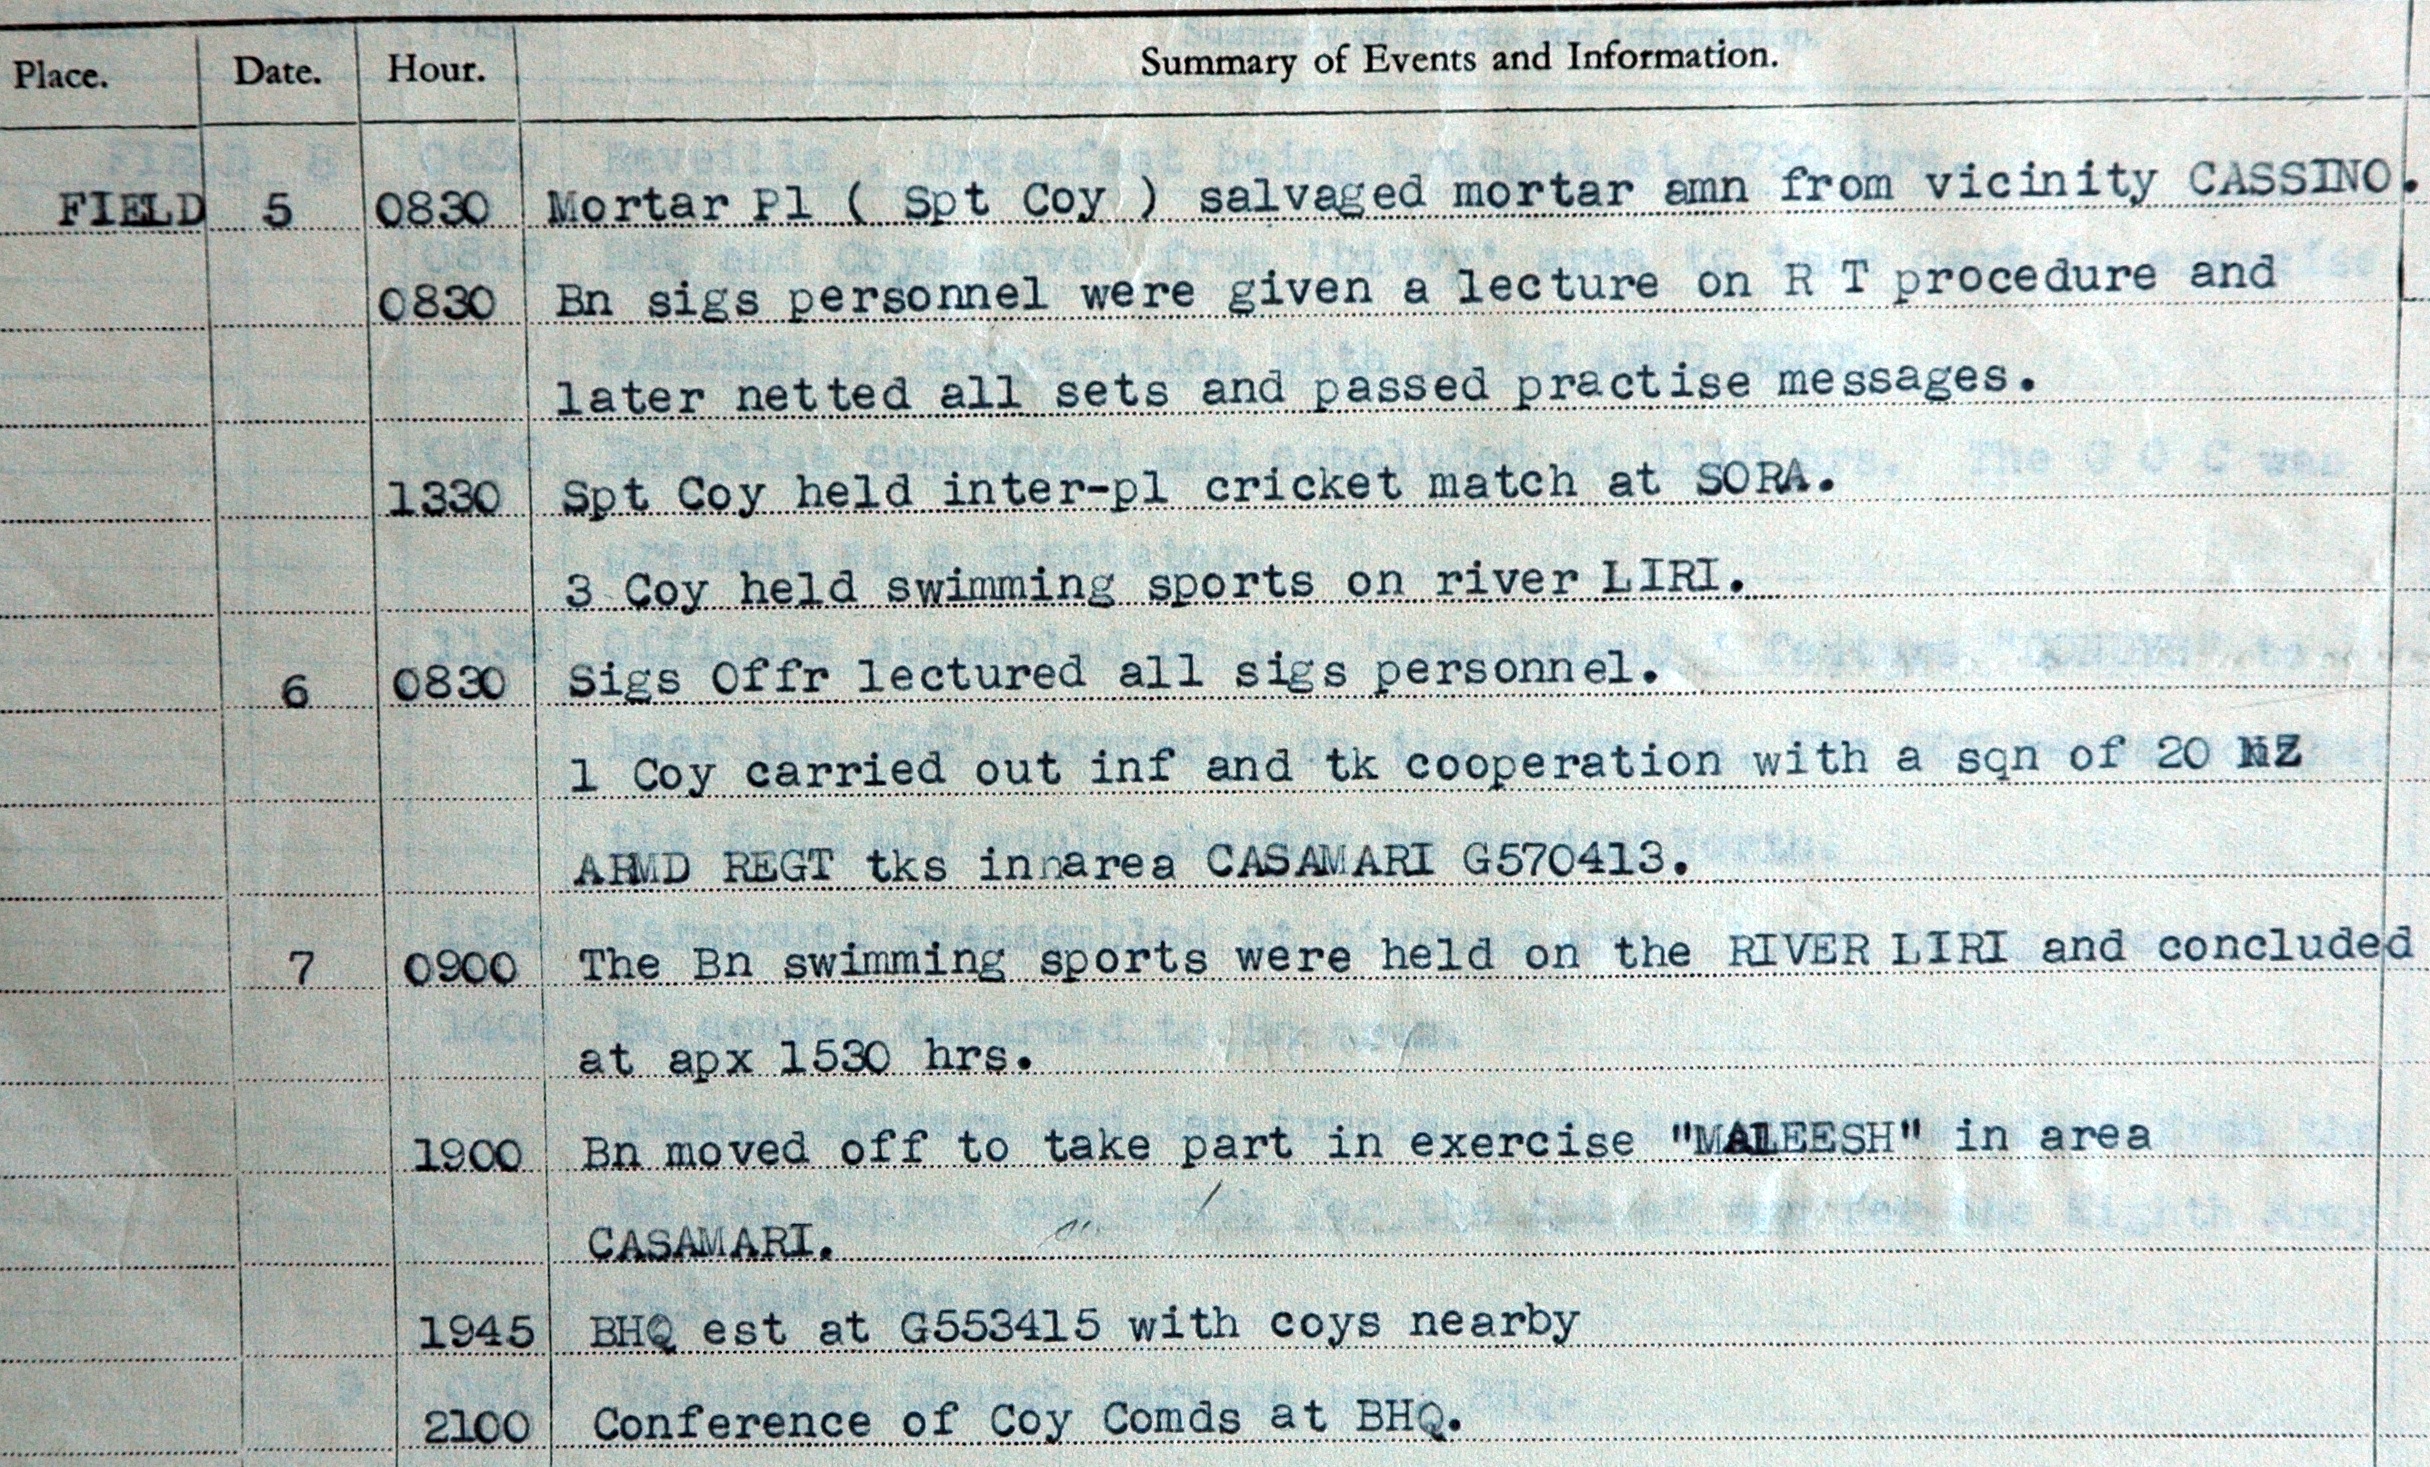 Place. Date. Hour. Summary of Events and Information.
FIELD 5 0830 Mortar Pl ( Spt Coy ) salvaged mortar amn from vicinity CASSINO.
0830 Bn sigs personnel were given a lecture on R T procedure and
later netted all sets and passed practise messages.
1330 Spt Coy held inter-pl cricket match at SORA.
3 Coy held swimming sports on river LIRI.
6 0830 Sigs Offr lectured all sigs personnel.
1 Coy carried out inf and tk cooperation with a sqn of 20 NZ
ARMD REGT tks innarea CASAMARI G570413.
7 0900 The Bn swimming sports were held on the RIVER LIRI and concluded
at apx 1530 hrs.
1900 Bn moved off to take part in exercise "MALEESH" in area
CASAMARI.
1945 BHQ est at G553415 with coys nearby
2100 Conference of Coy Comds at BHQ.